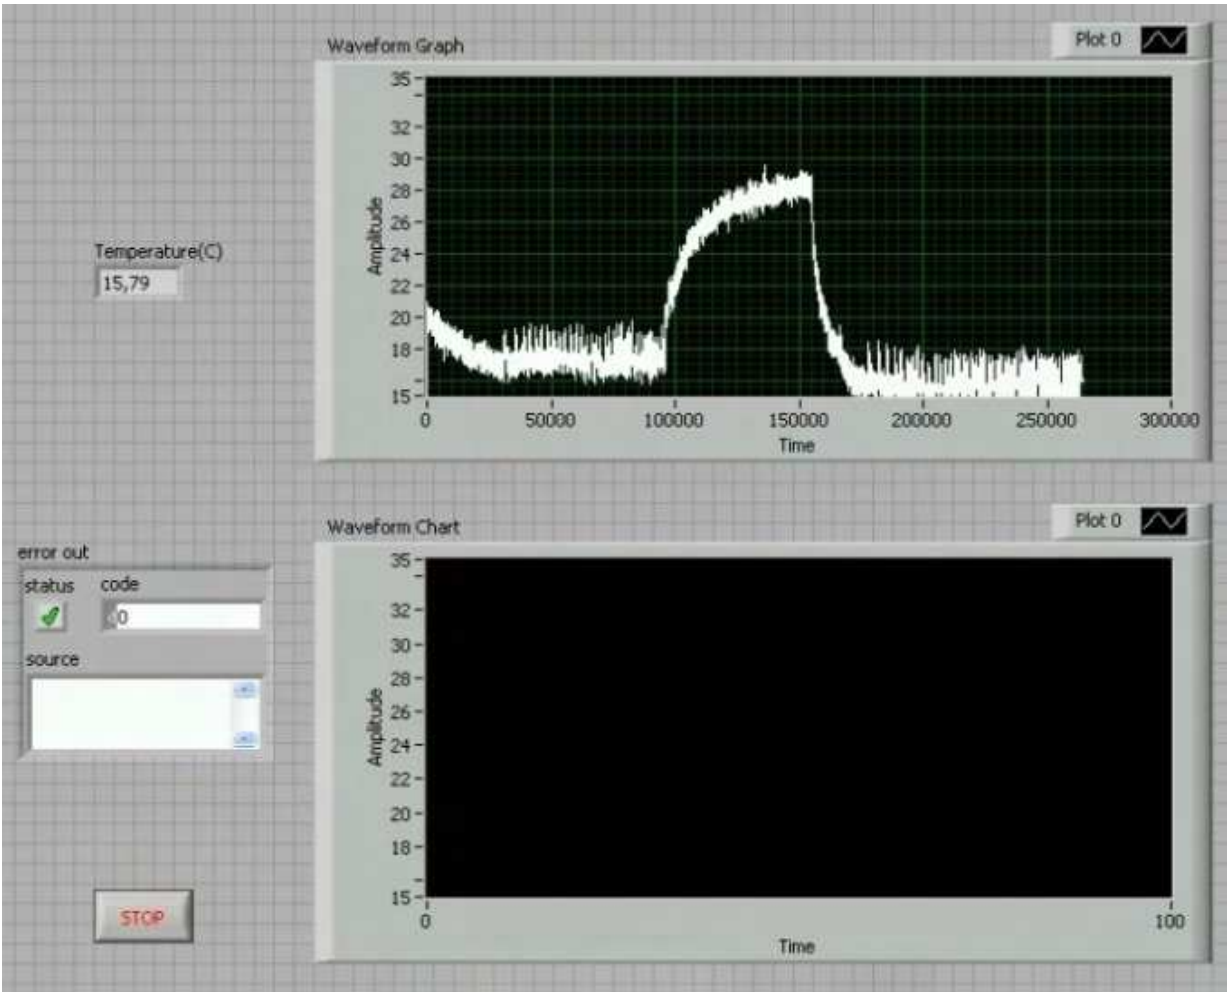 Waveform Graph
Plot 0
35
32
30
28
26
24
22
20
18
15
Amplitude
0 50000 100000 150000 200000 250000 300000
Time
Temperature(C)
15,79
Waveform Chart
Plot 0
35
32
30
28
26
24
22
20
18
15
Amplitude
0 100
Time
error out
status code
0
source
STOP